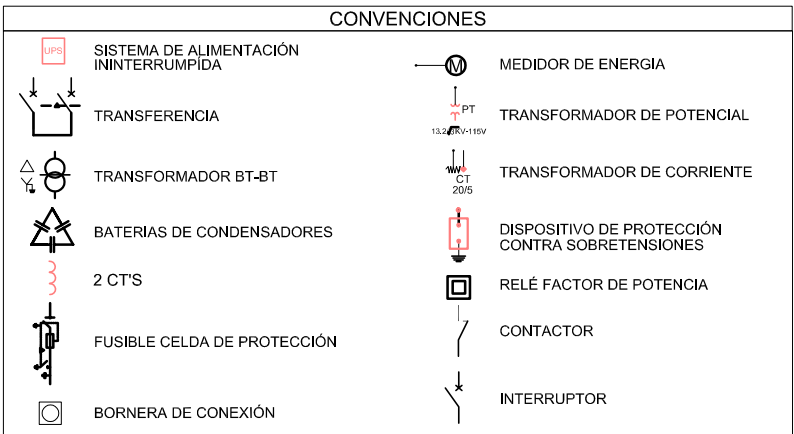 CONVENCIONES
UPS
SISTEMA DE ALIMENTACIÓN
ININTERRUMPÍDA
TRANSFERENCIA
TRANSFORMADOR BT-BT
BATERIAS DE CONDENSADORES
2 CT'S
FUSIBLE CELDA DE PROTECCIÓN
BORNERA DE CONEXIÓN
M
MEDIDOR DE ENERGIA
PT
TRANSFORMADOR DE POTENCIAL
TRANSFORMADOR DE CORRIENTE
CT
20/5
DISPOSITIVO DE PROTECCIÓN
CONTRA SOBRETENSIONES
RELÉ FACTOR DE POTENCIA
CONTACTOR
INTERRUPTOR